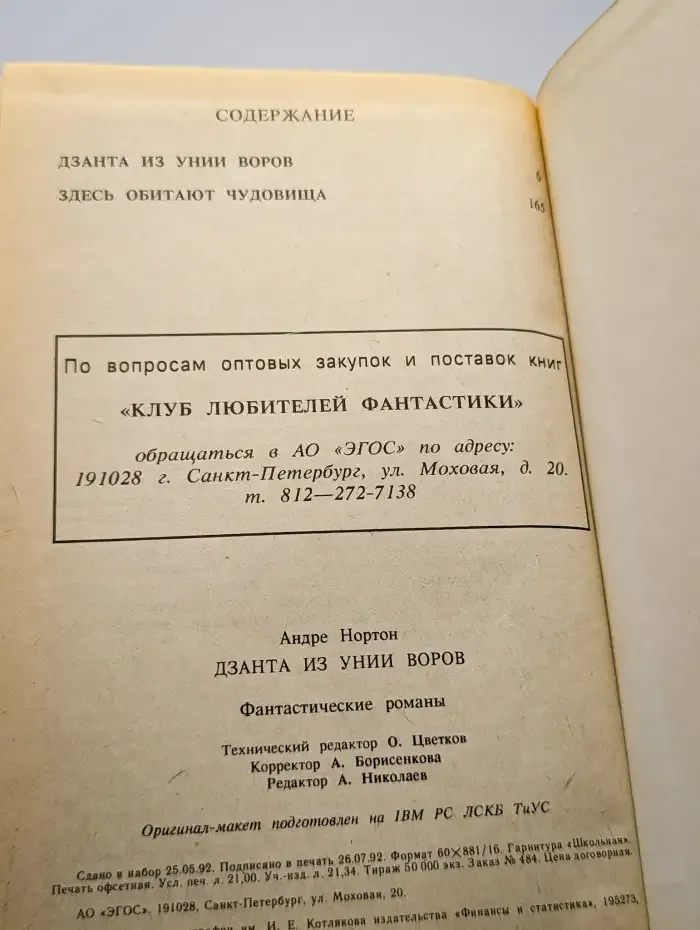 СОДЕРЖАНИЕ
ДЗАНТА ИЗ УНИИ ВОРОВ 6
ЗДЕСЬ ОБИТАЮТ ЧУДОВИЩА 165
По вопросам оптовых закупок и поставок книг
«КЛУБ ЛЮБИТЕЛЕЙ ФАНТАСТИКИ»
обращаться в АО «ЭГОС» по адресу:
191028 г. Санкт-Петербург, ул. Моховая, д. 20.
т. 812—272-7138
Андре Нортон
ДЗАНТА ИЗ УНИИ ВОРОВ
Фантастические романы
Технический редактор О. Цветков
Корректор А. Борисенкова
Редактор А. Николаев
Оригинал-макет подготовлен на IBM PC ЛСКБ ТиУС
Сдано в набор 25.05.92. Подписано в печать 26.07.92. Формат 60×881/16. Гарнитура «Школьная».
Печать офсетная. Усл. печ. л. 21,00. Уч.-изд. л. 21,34. Тираж 50 000 экз. Заказ № 484. Цена договорная.
АО «ЭГОС». 191028, Санкт-Петербург, ул. Моховая, 20.
им. И. Е. Котлякова издательства «Финансы и статистика», 195273,